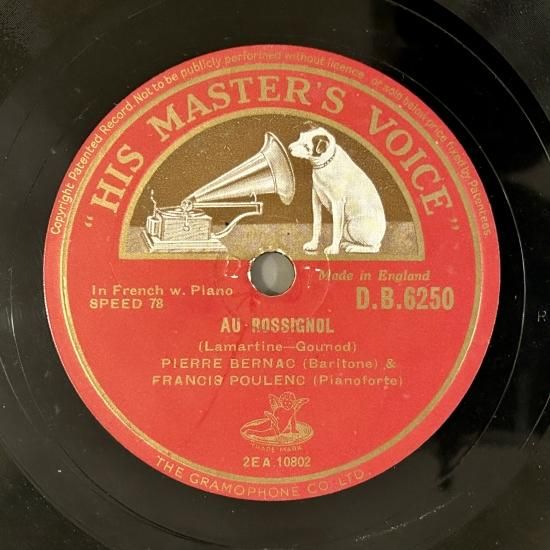 Copyright Patented Record. Not to be publicly performed without licence, or sold below price fixed by Patentees.
"HIS MASTER'S VOICE"
Made in England
In French w. Piano
SPEED 78
D.B.6250
AU ROSSIGNOL
(Lamartine—Gounod)
PIERRE BERNAC (Baritone) &
FRANCIS POULENC (Pianoforte)
TRADE MARK
2EA 10802
THE GRAMOPHONE CO. LTD.
R